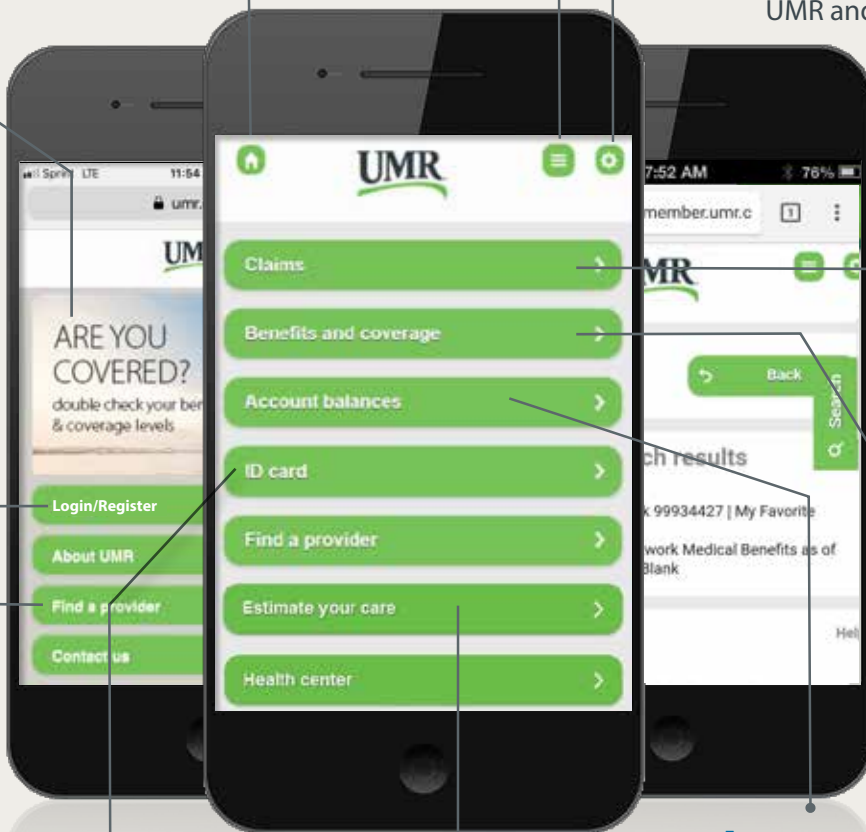 UMR and
Sprint LTE
11:54
umr.
UM
ARE YOU
COVERED?
double check your ber
& coverage levels
Login/Register
About UMR
Find a provider
Contact us
UMR
Claims
Benefits and coverage
Account balances
ID card
Find a provider
Estimate your care
Health center
7:52 AM
76%
member.umr.c
1
MR
Back
Search
ch results
k 99934427 | My Favorite
work Medical Benefits as of
Blank
Help